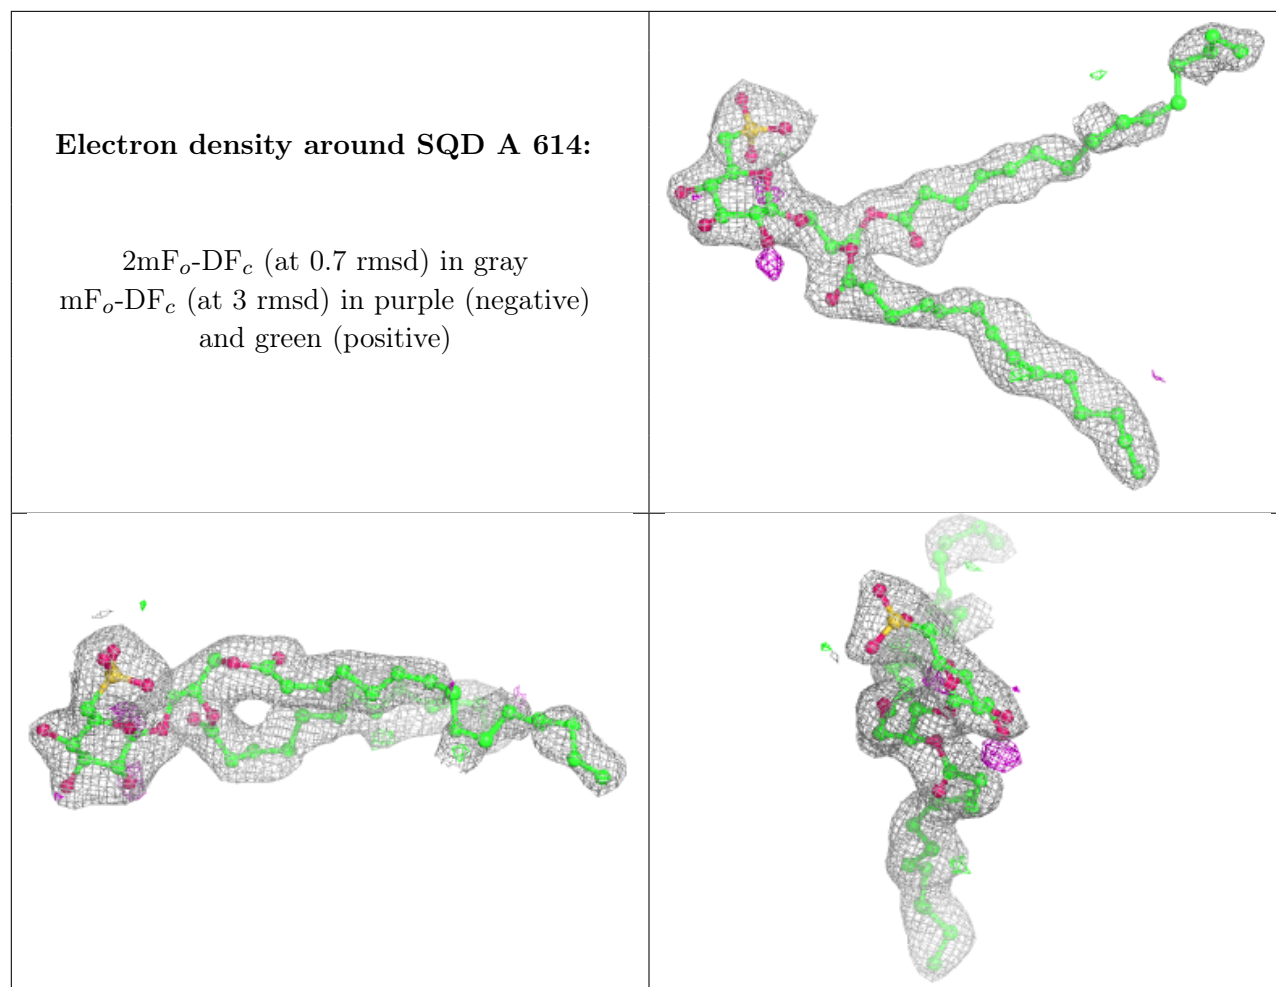 Electron density around SQD A 614:
2mFo-DFc (at 0.7 rmsd) in gray
mFo-DFc (at 3 rmsd) in purple (negative)
and green (positive)